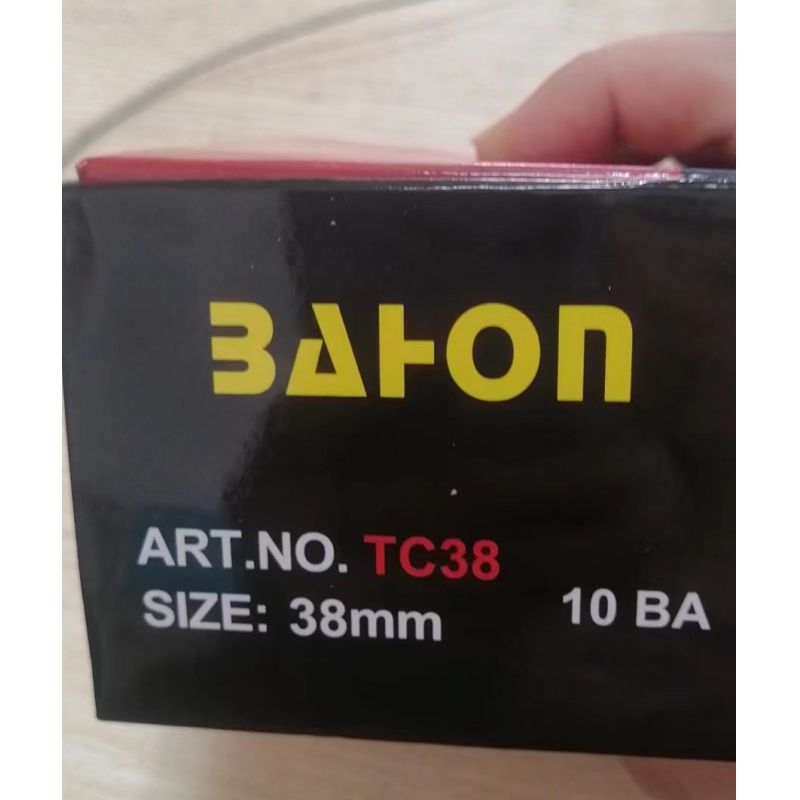 BAHON
ART.NO. TC38
SIZE: 38mm
10 BA